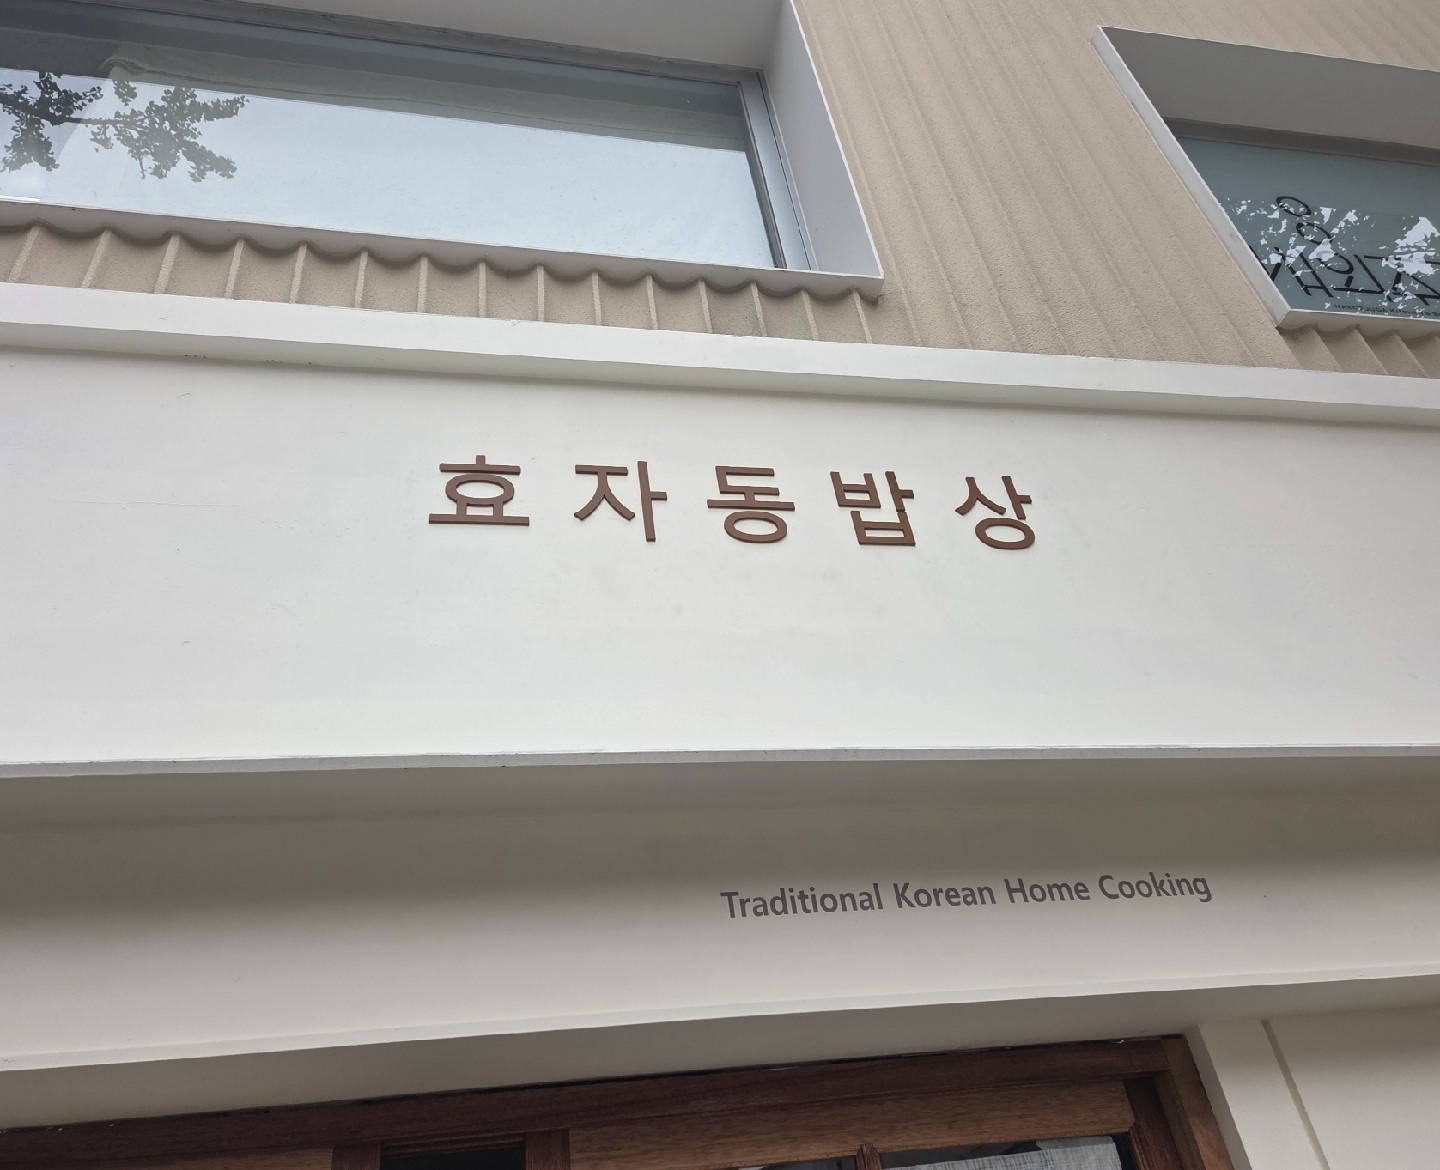 효자동밥상
Traditional Korean Home Cooking